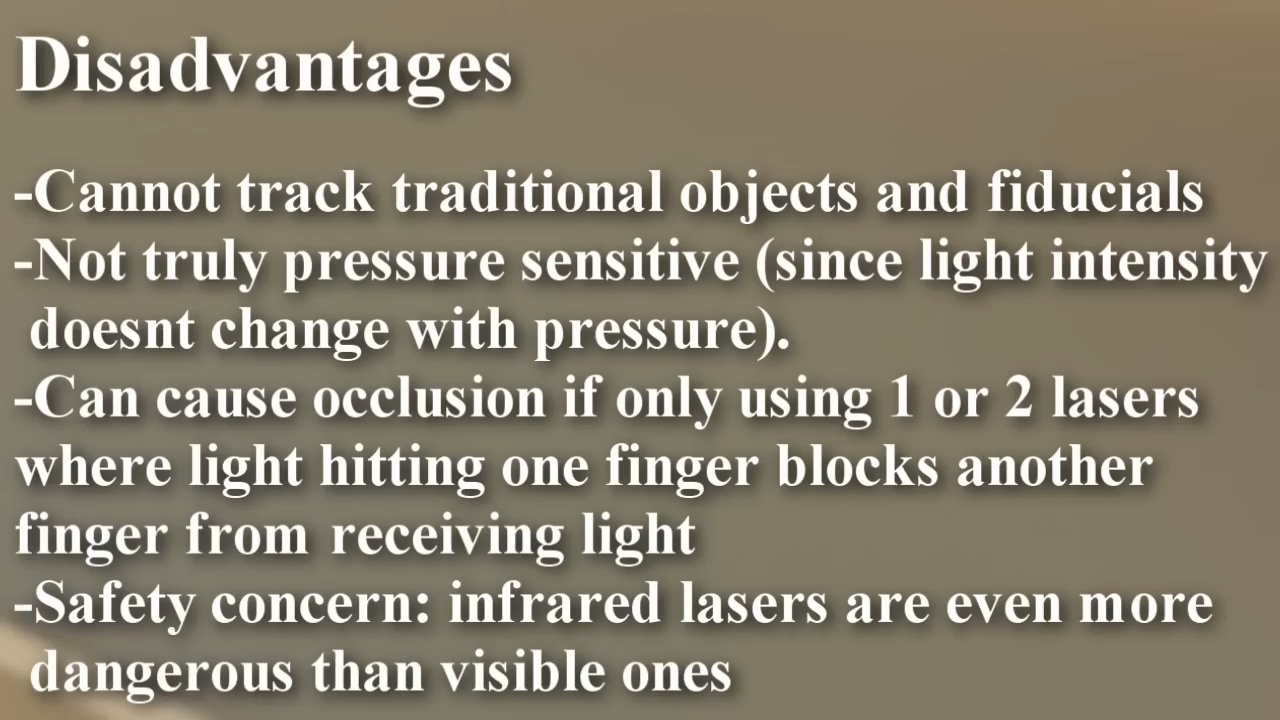 Disadvantages
-Cannot track traditional objects and fiducials
-Not truly pressure sensitive (since light intensity
doesnt change with pressure).
-Can cause occlusion if only using 1 or 2 lasers
where light hitting one finger blocks another
finger from receiving light
-Safety concern: infrared lasers are even more
dangerous than visible ones